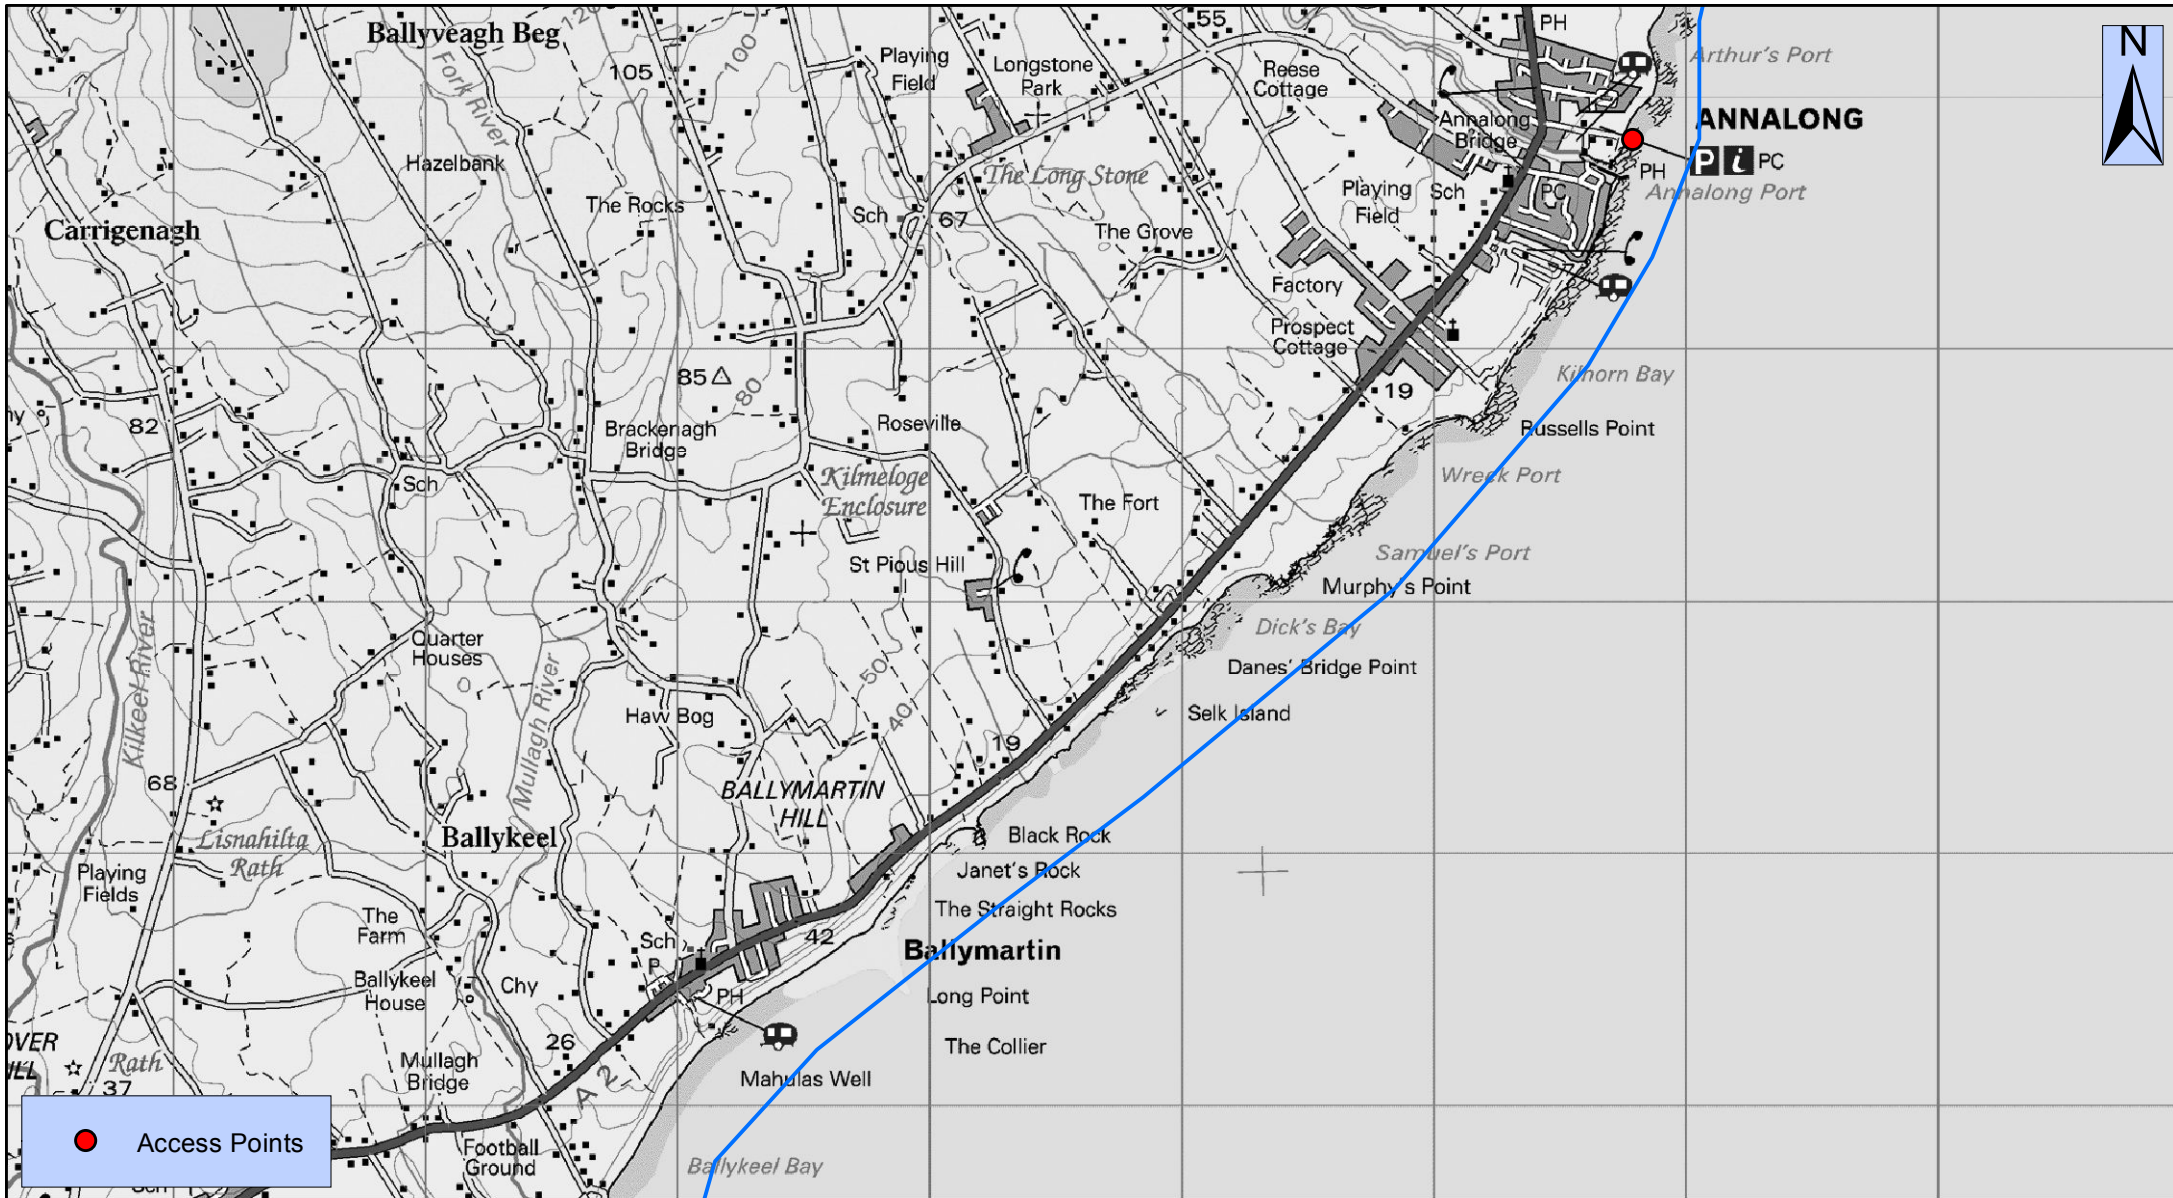 Ballyveagh Beg
120
55
PH
N
Fork River
105
100
Playing
Field
Longstone
Park
Reese
Cottage
Arthur's Port
ANNALONG
Annalong
Bridge
P i PC
PH
Annalong Port
Hazelbank
The Rocks
The Long Stone
Sch
67
The Grove
Playing
Field
Sch
PC
Carrigenagh
Factory
Prospect
Cottage
Kilhorn Bay
85
80
19
82
Brackenagh
Bridge
Roseville
Russells Point
Sch
Kilmeloge
Enclosure
The Fort
Wreck Port
St Pious Hill
Samuel's Port
Murphy's Point
Kilkeel River
Quarter
Houses
Mullagh River
Dick's Bay
50
Danes' Bridge Point
Haw Bog
40
Selk Island
19
68
BALLYMARTIN
HILL
Lisnahilta
Rath
Ballykeel
Black Rock
Playing
Fields
Janet's Rock
The
Farm
The Straight Rocks
Sch
P
42
Ballymartin
Ballykeel
House
Chy
PH
Long Point
26
The Collier
OVER
ILL
Rath
37
Mullagh
Bridge
A 2
Mahulas Well
Access Points
Football
Ground
Ballykeel Bay
Sch